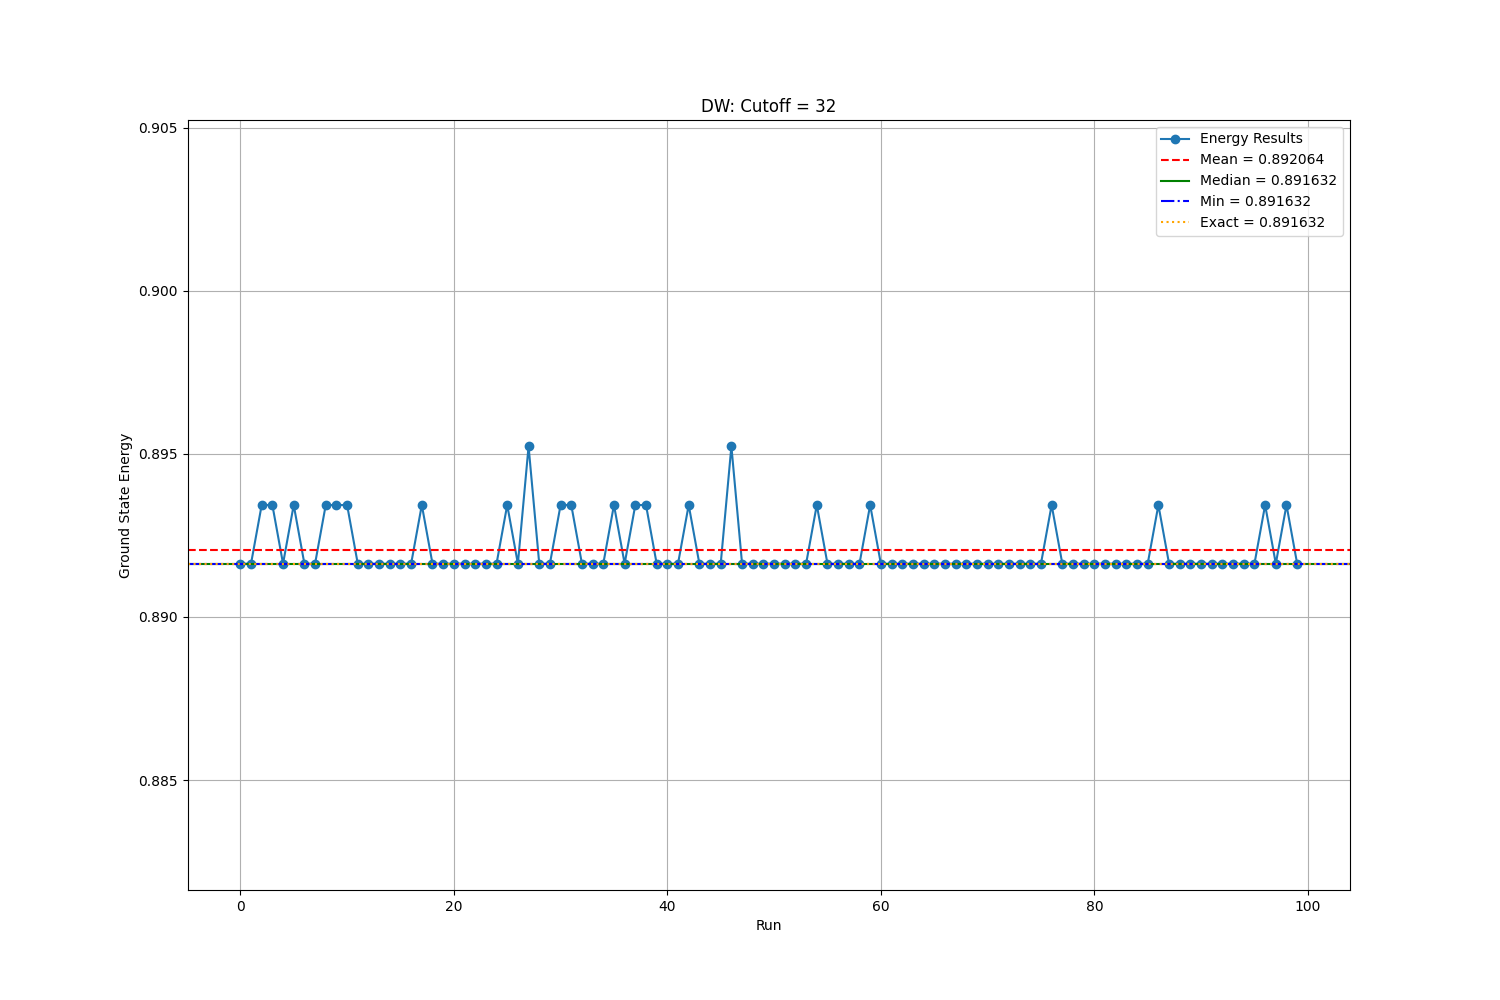 DW: Cutoff = 32
Energy Results
Mean = 0.892064
Median = 0.891632
Min = 0.891632
Exact = 0.891632
Ground State Energy
0.905
0.900
0.895
0.890
0.885
0 20 40 60 80 100
Run